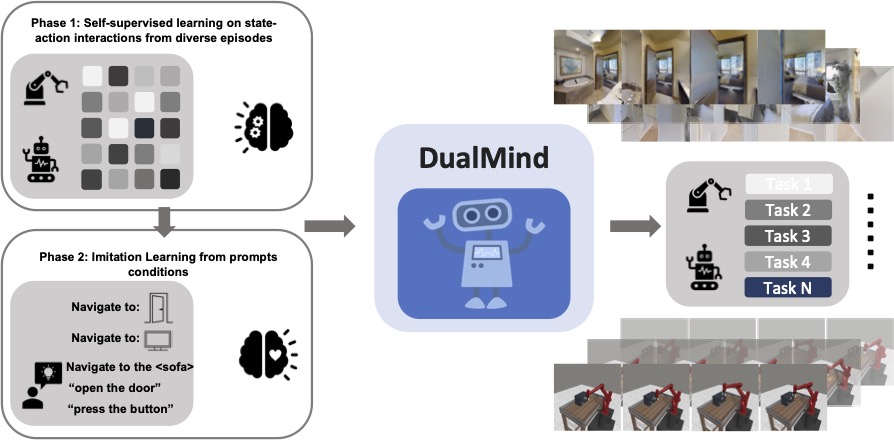 Phase 1: Self-supervised learning on state-
action interactions from diverse episodes
Phase 2: Imitation Learning from prompts
conditions
Navigate to:
Navigate to:
Navigate to the <sofa>
“open the door”
“press the button”
DualMind
Task 1
Task 2
Task 3
Task 4
Task N